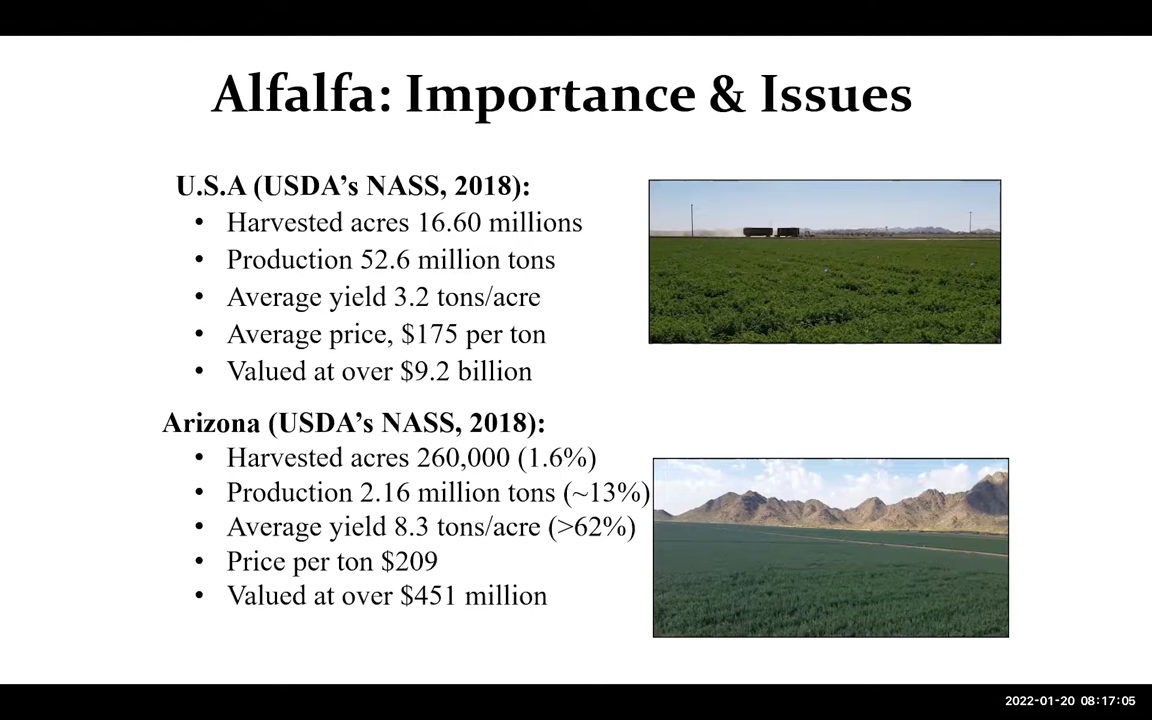 Alfalfa: Importance & Issues
U.S.A (USDA’s NASS, 2018):
• Harvested acres 16.60 millions
• Production 52.6 million tons
• Average yield 3.2 tons/acre
• Average price, $175 per ton
• Valued at over $9.2 billion
Arizona (USDA’s NASS, 2018):
• Harvested acres 260,000 (1.6%)
• Production 2.16 million tons (~13%)
• Average yield 8.3 tons/acre (>62%)
• Price per ton $209
• Valued at over $451 million
2022-01-20 08:17:05